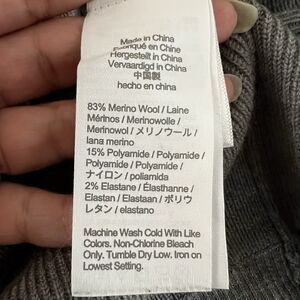 Made in China
Fabriqué en Chine
Hergestellt in China
Vervaardigd in China
中国製
hecho en china
83% Merino Wool / Laine
Mérinos / Merinowolle /
Merinowol / メリノウール /
lana merino
15% Polyamide / Polyamide /
Polyamid / Polyamide /
ナイロン / poliamida
2% Elastane / Élasthanne /
Elastan / Elastaan / ポリウ
レタン / elastano
Machine Wash Cold With Like
Colors. Non-Chlorine Bleach
Only. Tumble Dry Low. Iron on
Lowest Setting.